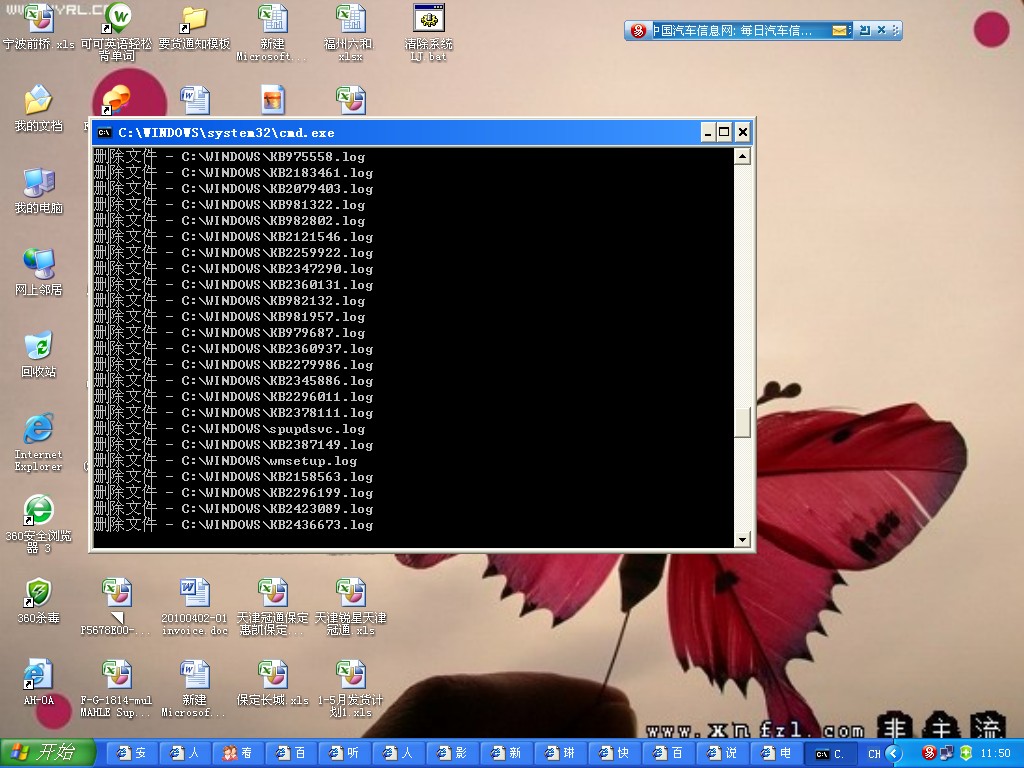 宁波前桥.xls
可可英语轻松
背单词
要货通知模板
新建
Microsoft...
福州六和
xlsx
清除系统
LJ.bat
中国汽车信息网: 每日汽车信...
我的文档
我的电脑
网上邻居
回收站
Internet
Explorer
360安全浏览
器 3
C:\WINDOWS\system32\cmd.exe
删除文件 - C:\WINDOWS\KB975558.log
删除文件 - C:\WINDOWS\KB2183461.log
删除文件 - C:\WINDOWS\KB2079403.log
删除文件 - C:\WINDOWS\KB981322.log
删除文件 - C:\WINDOWS\KB982802.log
删除文件 - C:\WINDOWS\KB2121546.log
删除文件 - C:\WINDOWS\KB2259922.log
删除文件 - C:\WINDOWS\KB2347290.log
删除文件 - C:\WINDOWS\KB2360131.log
删除文件 - C:\WINDOWS\KB982132.log
删除文件 - C:\WINDOWS\KB981957.log
删除文件 - C:\WINDOWS\KB979687.log
删除文件 - C:\WINDOWS\KB2360937.log
删除文件 - C:\WINDOWS\KB2279986.log
删除文件 - C:\WINDOWS\KB2345886.log
删除文件 - C:\WINDOWS\KB2296011.log
删除文件 - C:\WINDOWS\KB2378111.log
删除文件 - C:\WINDOWS\spupdsvc.log
删除文件 - C:\WINDOWS\KB2387149.log
删除文件 - C:\WINDOWS\wmsetup.log
删除文件 - C:\WINDOWS\KB2158563.log
删除文件 - C:\WINDOWS\KB2296199.log
删除文件 - C:\WINDOWS\KB2423089.log
删除文件 - C:\WINDOWS\KB2436673.log
360杀毒
P5678E00-...
20100402-01
invoice.doc
天津冠通保定
惠凯保定...
天津锐星天津
冠通.xls
AH-OA
F-G-1814-mul
MAHLE Sup...
新建
Microsof...
保定长城.xls
1-5月发货计
划1.xls
www.xnfzl.com 非主流
开始 安 人 看 百 听 人 影 新 琳 快 百 说 电 C. CH 11:50